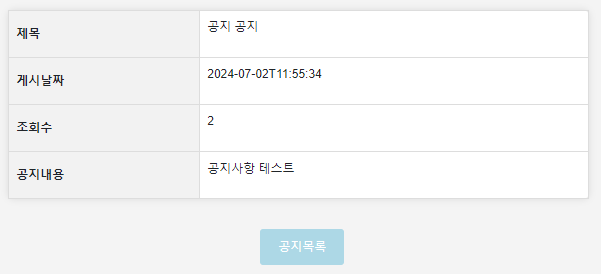 제목 공지 공지
게시날짜 2024-07-02T11:55:34
조회수 2
공지내용 공지사항 테스트
공지목록